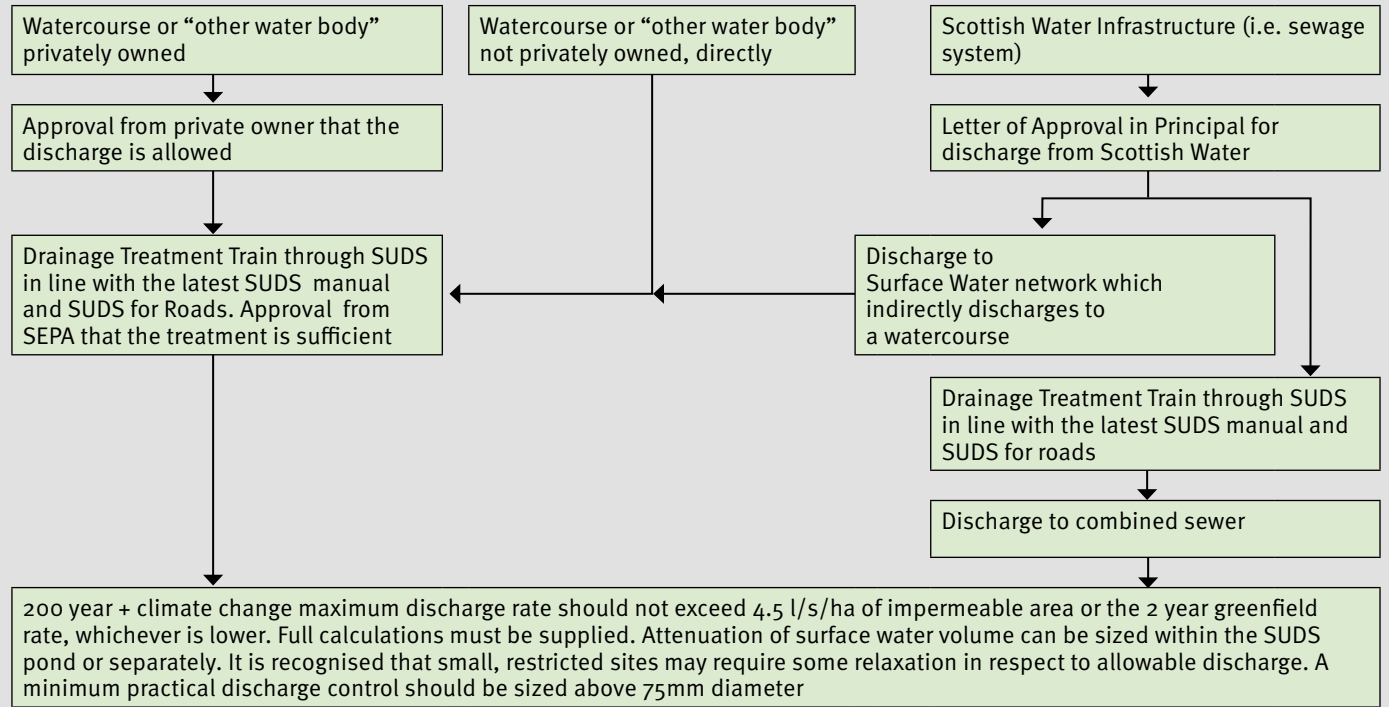 Watercourse or “other water body”
privately owned
Watercourse or “other water body”
not privately owned, directly
Scottish Water Infrastructure (i.e. sewage
system)
Approval from private owner that the
discharge is allowed
Letter of Approval in Principal for
discharge from Scottish Water
Drainage Treatment Train through SUDS
in line with the latest SUDS manual
and SUDS for Roads. Approval from
SEPA that the treatment is sufficient
Discharge to
Surface Water network which
indirectly discharges to
a watercourse
Drainage Treatment Train through SUDS
in line with the latest SUDS manual and
SUDS for roads
Discharge to combined sewer
200 year + climate change maximum discharge rate should not exceed 4.5 l/s/ha of impermeable area or the 2 year greenfield
rate, whichever is lower. Full calculations must be supplied. Attenuation of surface water volume can be sized within the SUDS
pond or separately. It is recognised that small, restricted sites may require some relaxation in respect to allowable discharge. A
minimum practical discharge control should be sized above 75mm diameter